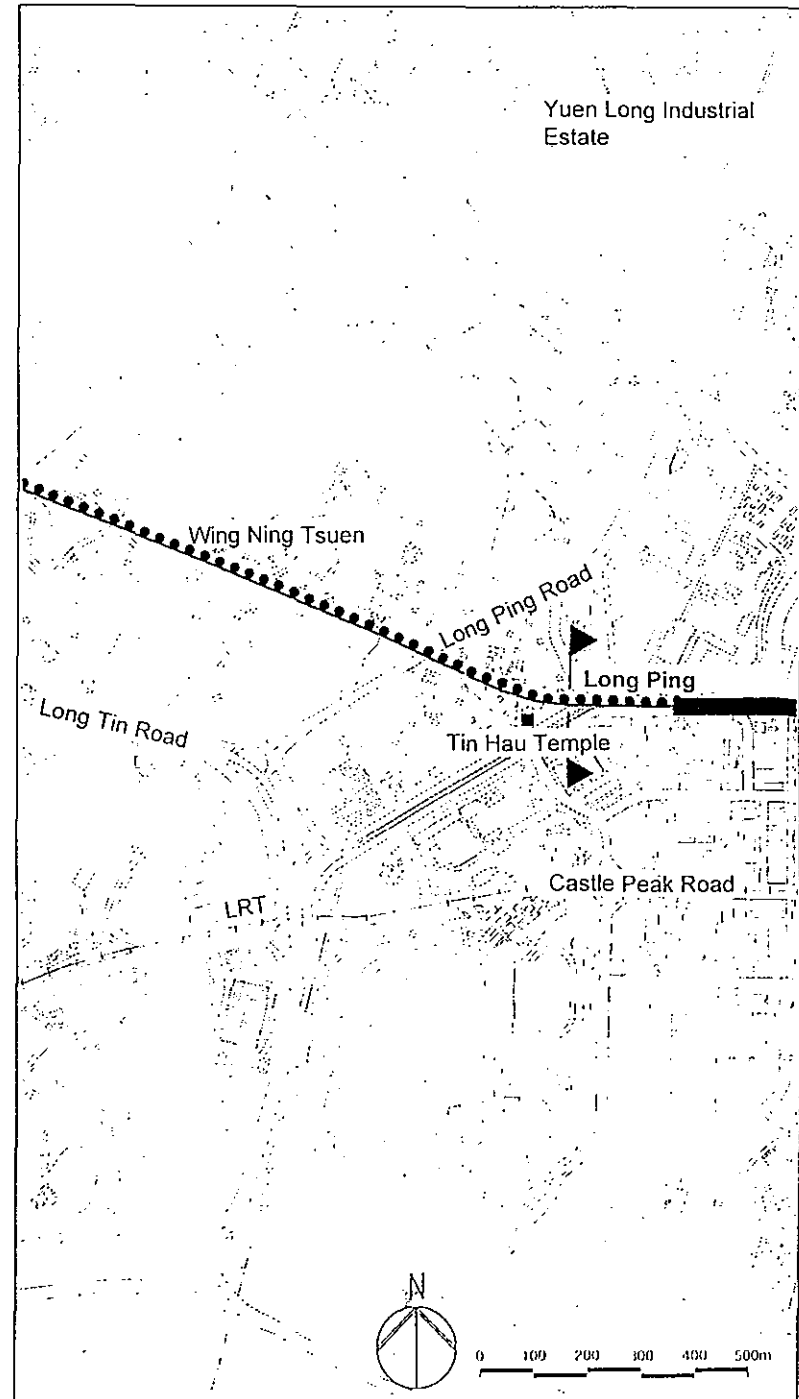 Yuen Long Industrial
Estate
Wing Ning Tsuen
Long Ping Road
Long Ping
Long Tin Road
Tin Hau Temple
Castle Peak Road
LRT
N
0 100 200 300 400 500m